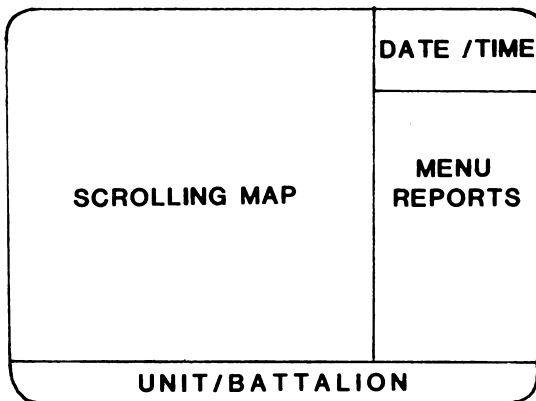 DATE /TIME
SCROLLING MAP
MENU
REPORTS
UNIT/BATTALION